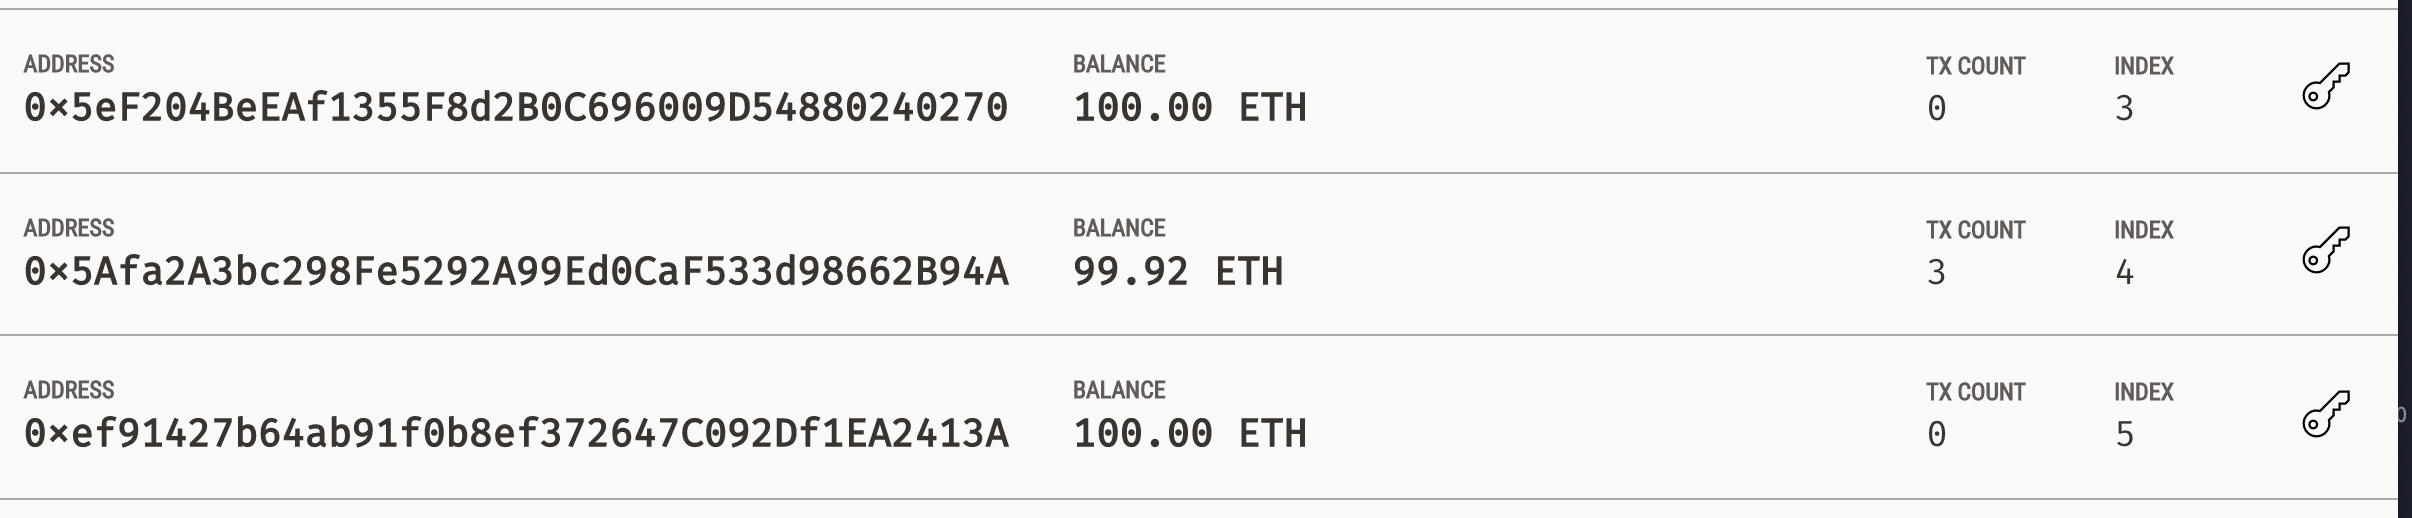 ADDRESS BALANCE TX COUNT INDEX
0×5eF204BeEAf1355F8d2B0C696009D54880240270 100.00 ETH 0 3
ADDRESS BALANCE TX COUNT INDEX
0×5Afa2A3bc298Fe5292A99Ed0CaF533d98662B94A 99.92 ETH 3 4
ADDRESS BALANCE TX COUNT INDEX
0×ef91427b64ab91f0b8ef372647C092Df1EA2413A 100.00 ETH 0 5